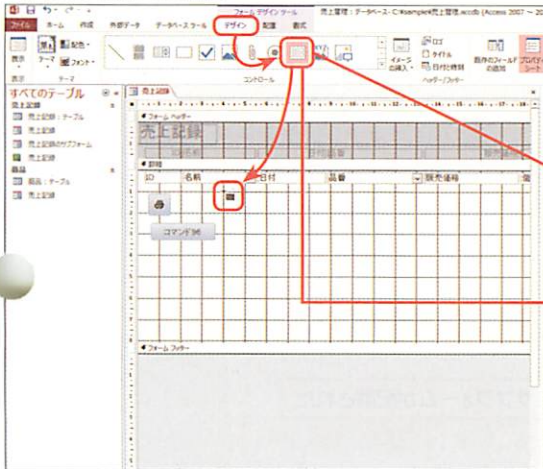 フォーム デザイン ツール
売上管理 : データベース- C:¥sample¥売上管理.accdb (Access 2007 ～ 20
ファイル ホーム 作成 外部データ データベース ツール デザイン 配置 書式
表示
テーマ
配色
フォント
イメージの挿入
ロゴ
タイトル
日付と時刻
既存のフィールドの追加
プロパティシート
表示 テーマ コントロール ヘッダー/フッター
すべてのテーブル
売上記録
売上記録 : テーブル
売上記録
売上記録のサブフォーム
売上記録
商品
商品 : テーブル
売上記録
売上記録
フォーム ヘッダー
売上記録
詳細
ID 名前 日付 品番 販売価格
コマンド98
フォーム フッター